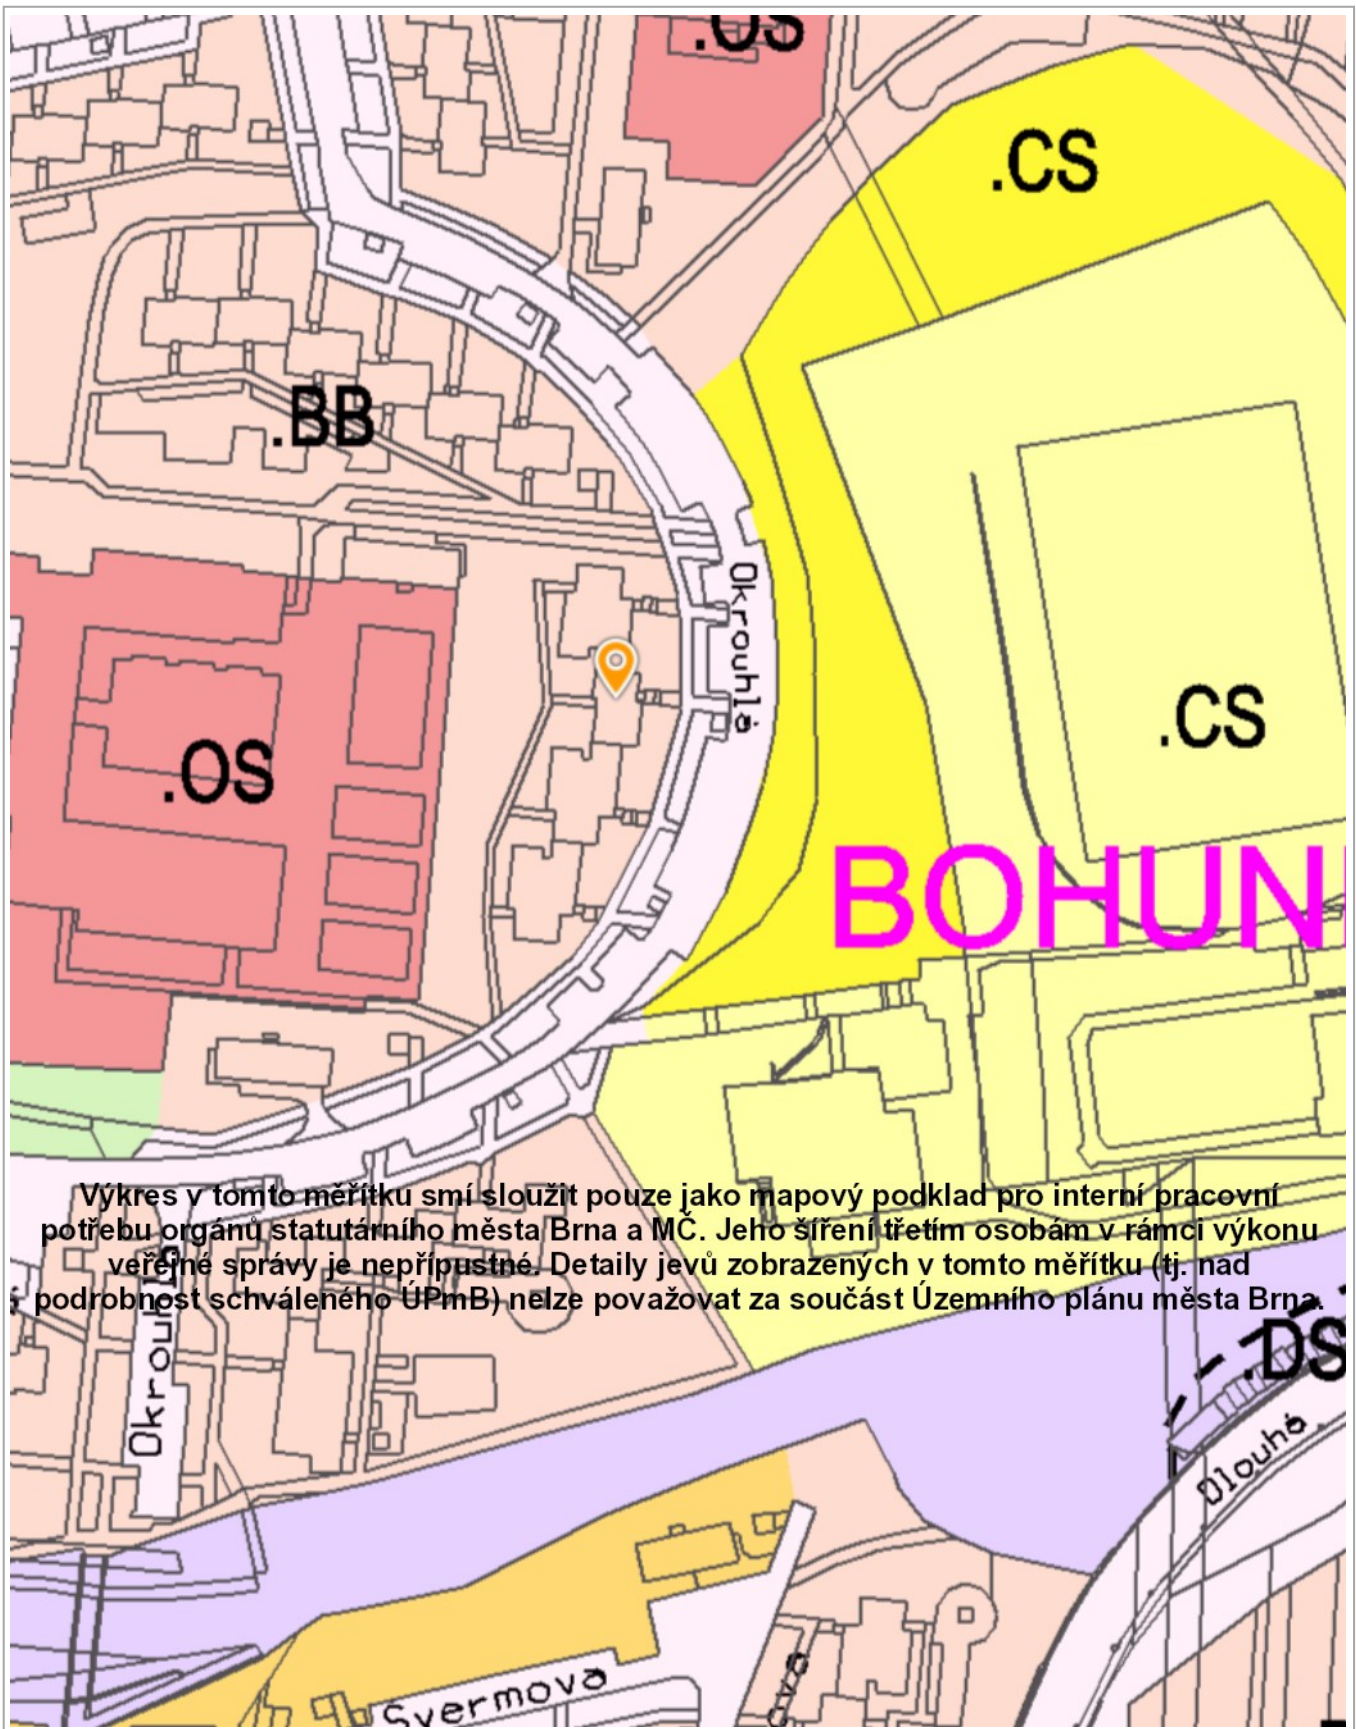 .OS
.CS
.BB
Okrouhlá
.CS
.OS
BOHUNI
Výkres v tomto měřítku smí sloužit pouze jako mapový podklad pro interní pracovní
potřebu orgánů statutárního města Brna a MČ. Jeho šíření třetím osobám v rámci výkonu
veřejné správy je nepřípustné. Detaily jevů zobrazených v tomto měřítku (tj. nad
podrobnost schváleného ÚPmB) nelze považovat za součást Územního plánu města Brna.
Okrouhlá
.DS
Dlouhá
Švermova